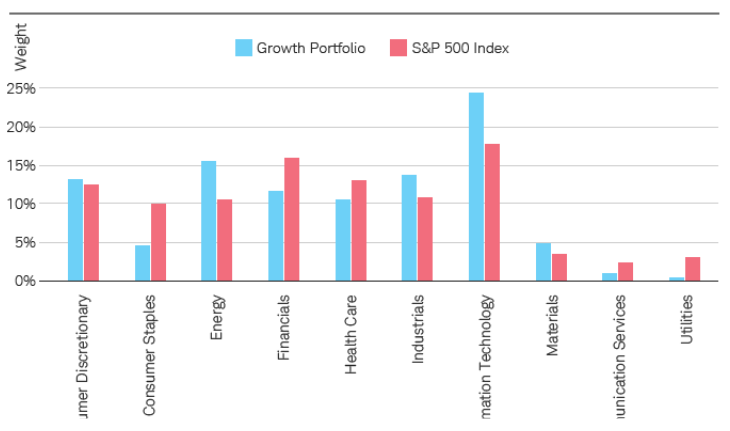 Weight
Growth Portfolio
S&P 500 Index
25%
20%
15%
10%
5%
0%
umer Discretionary
Consumer Staples
Energy
Financials
Health Care
Industrials
mation Technology
Materials
unication Services
Utilities